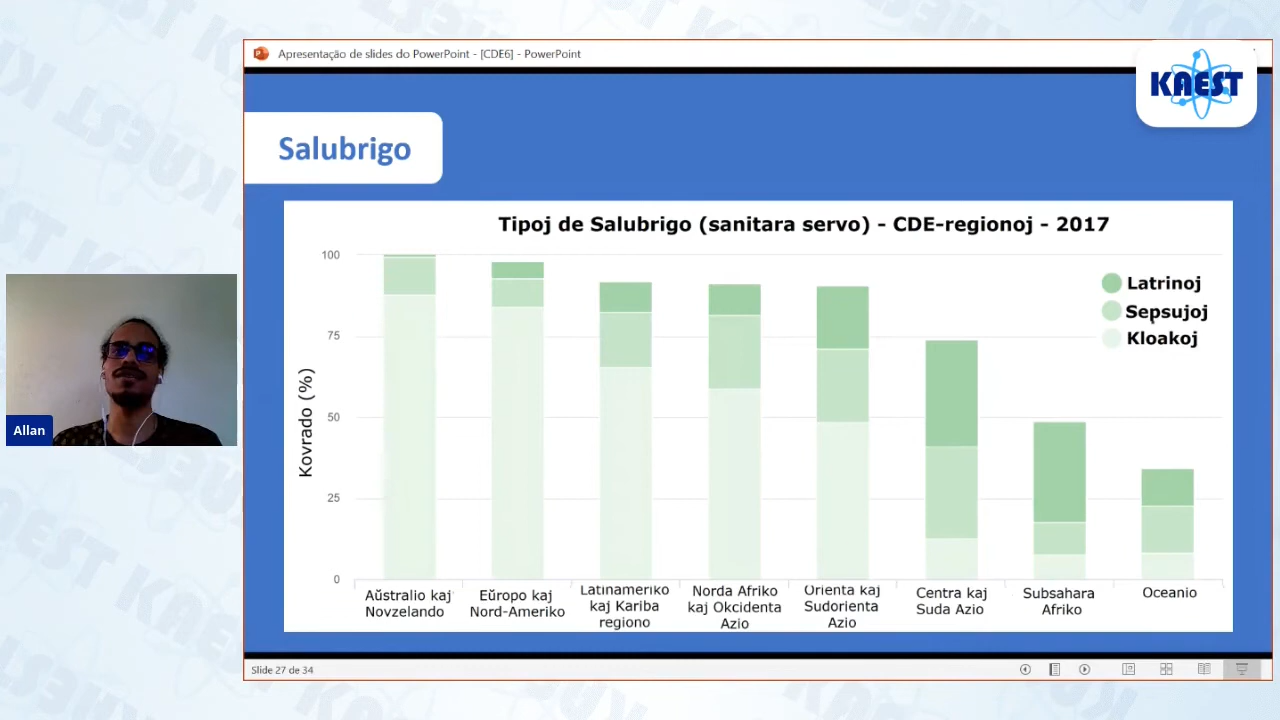 Apresentação de slides do PowerPoint - [CDE6] - PowerPoint
KAEST
Salubrigo
Tipoj de Salubrigo (sanitara servo) - CDE-regionoj - 2017
Kovrado (%)
100
75
50
25
0
Latrinoj
Sepsujoj
Kloakoj
Aŭstralio kaj
Novzelando
Eŭropo kaj
Nord-Ameriko
Latinameriko
kaj Kariba
regiono
Norda Afriko
kaj Okcidenta
Azio
Orienta kaj
Sudorienta
Azio
Centra kaj
Suda Azio
Subsahara
Afriko
Oceanio
Allan
Slide 27 de 34